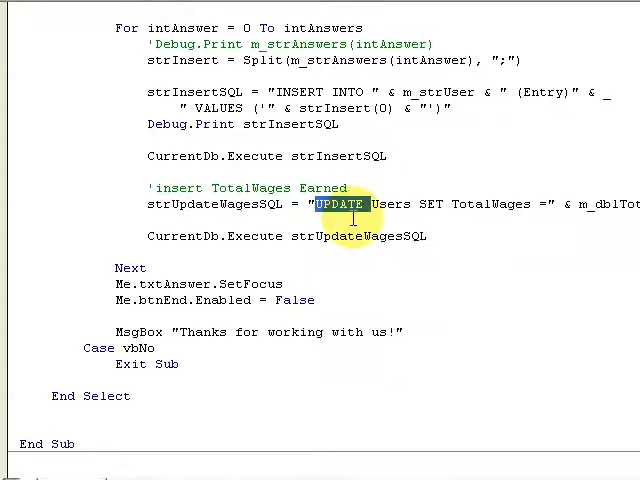 For intAnswer = 0 To intAnswers
'Debug.Print m_strAnswers(intAnswer)
strInsert = Split(m_strAnswers(intAnswer), ";")
strInsertSQL = "INSERT INTO " & m_strUser & " (Entry)" & _
" VALUES ('" & strInsert(0) & "')"
Debug.Print strInsertSQL
CurrentDb.Execute strInsertSQL
'insert TotalWages Earned
strUpdateWagesSQL = "UPDATE Users SET TotalWages =" & m_dblTot
CurrentDb.Execute strUpdateWagesSQL
Next
Me.txtAnswer.SetFocus
Me.btnEnd.Enabled = False
MsgBox "Thanks for working with us!"
Case vbNo
Exit Sub
End Select
End Sub